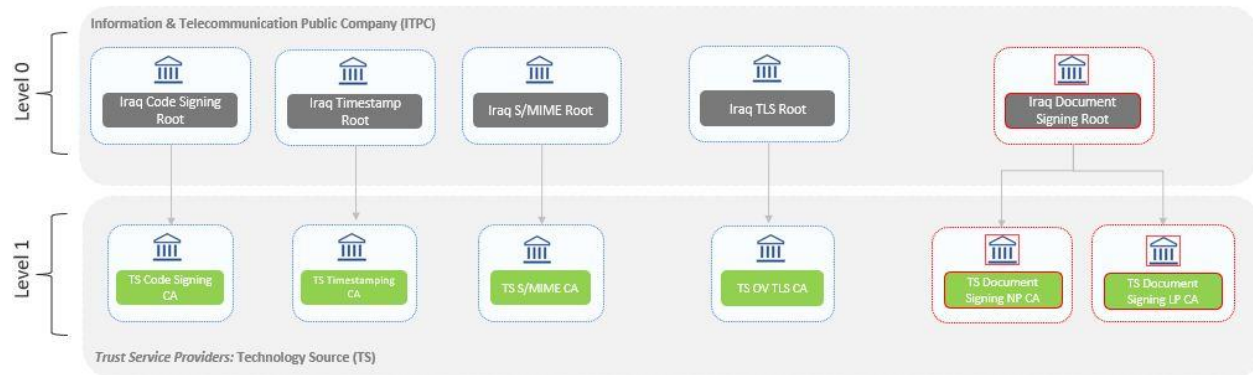 Information & Telecommunication Public Company (ITPC)
Level 0
Iraq Code Signing
Root
Iraq Timestamp
Root
Iraq S/MIME Root
Iraq TLS Root
Iraq Document
Signing Root
Level 1
TS Code Signing
CA
TS Timestamping
CA
TS S/MIME CA
TS OV TLS CA
TS Document
Signing NP CA
TS Document
Signing LP CA
Trust Service Providers: Technology Source (TS)